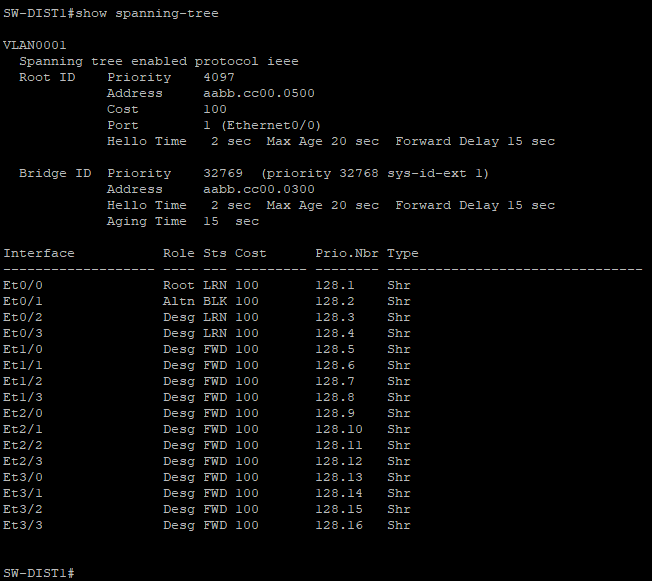 SW-DIST1#show spanning-tree

VLAN0001
  Spanning tree enabled protocol ieee
  Root ID    Priority    4097
             Address     aabb.cc00.0500
             Cost        100
             Port        1 (Ethernet0/0)
             Hello Time   2 sec  Max Age 20 sec  Forward Delay 15 sec

  Bridge ID  Priority    32769  (priority 32768 sys-id-ext 1)
             Address     aabb.cc00.0300
             Hello Time   2 sec  Max Age 20 sec  Forward Delay 15 sec
             Aging Time  15  sec

Interface           Role Sts Cost      Prio.Nbr Type
------------------- ---- --- --------- -------- --------------------------------
Et0/0               Root LRN 100       128.1    Shr
Et0/1               Altn BLK 100       128.2    Shr
Et0/2               Desg LRN 100       128.3    Shr
Et0/3               Desg LRN 100       128.4    Shr
Et1/0               Desg FWD 100       128.5    Shr
Et1/1               Desg FWD 100       128.6    Shr
Et1/2               Desg FWD 100       128.7    Shr
Et1/3               Desg FWD 100       128.8    Shr
Et2/0               Desg FWD 100       128.9    Shr
Et2/1               Desg FWD 100       128.10   Shr
Et2/2               Desg FWD 100       128.11   Shr
Et2/3               Desg FWD 100       128.12   Shr
Et3/0               Desg FWD 100       128.13   Shr
Et3/1               Desg FWD 100       128.14   Shr
Et3/2               Desg FWD 100       128.15   Shr
Et3/3               Desg FWD 100       128.16   Shr

SW-DIST1#